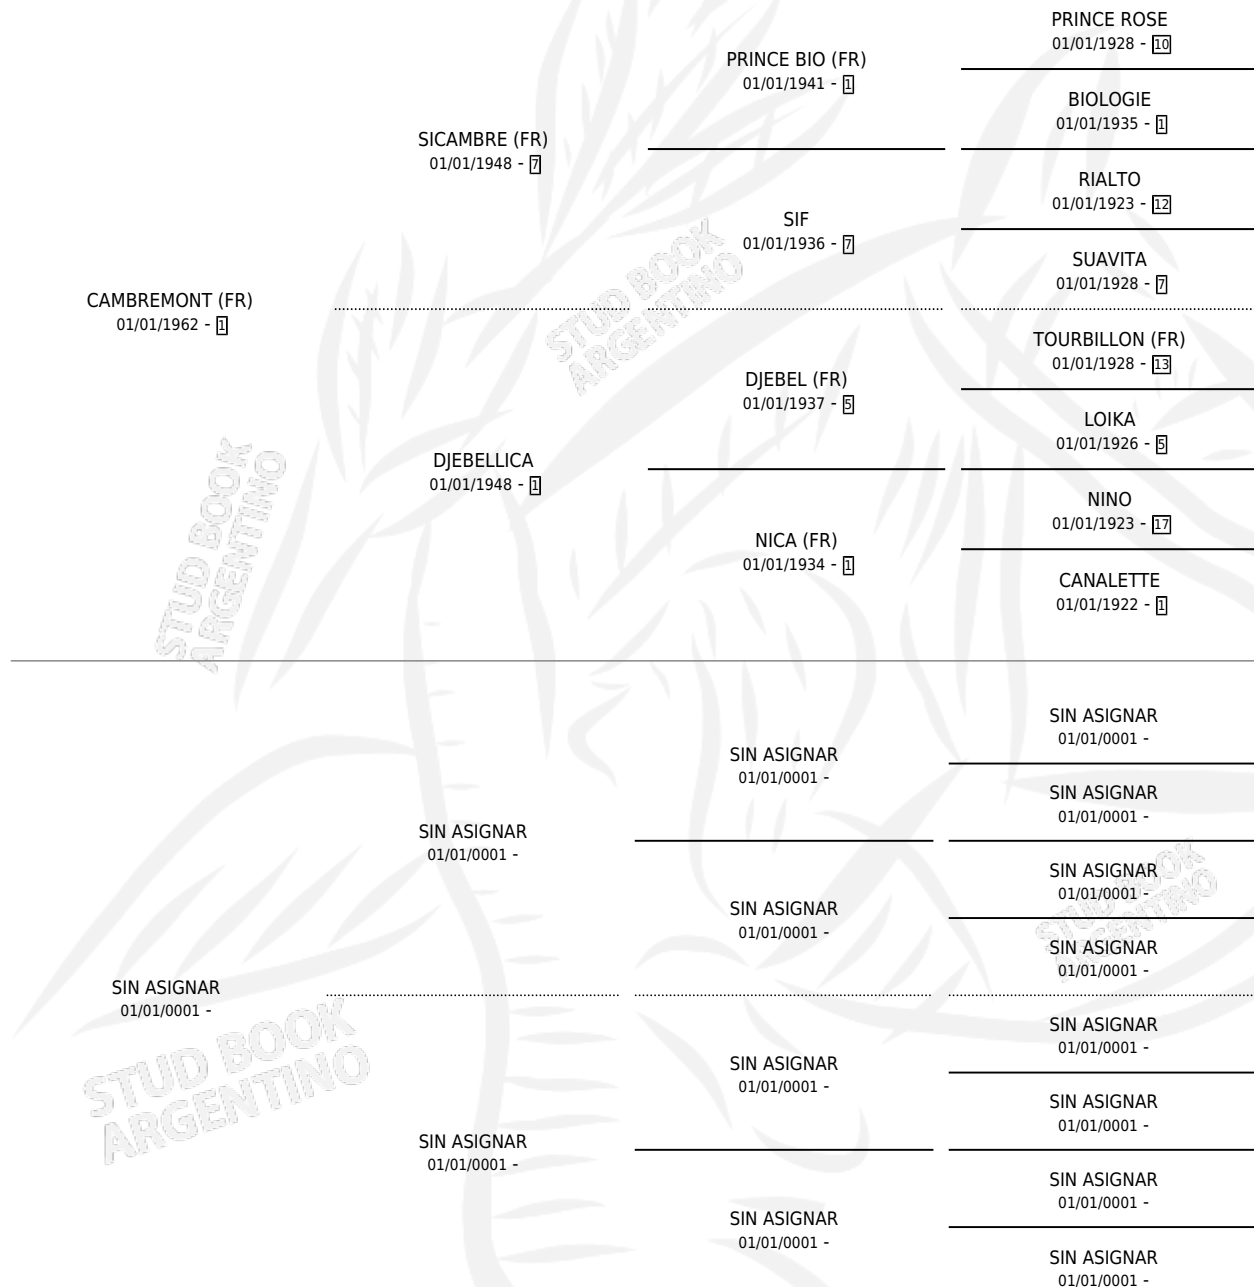 PRINCE ROSE
01/01/1928 - 10
PRINCE BIO (FR)
01/01/1941 - 1
BIOLOGIE
01/01/1935 - 1
SICAMBRE (FR)
01/01/1948 - 7
RIALTO
01/01/1923 - 12
SIF
01/01/1936 - 7
SUAVITA
01/01/1928 - 7
CAMBREMONT (FR)
01/01/1962 - 1
TOURBILLON (FR)
01/01/1928 - 13
DJEBEL (FR)
01/01/1937 - 5
LOIKA
01/01/1926 - 5
DJEBELLICA
01/01/1948 - 1
NINO
01/01/1923 - 17
NICA (FR)
01/01/1934 - 1
CANALETTE
01/01/1922 - 1
STUD BOOK
ARGENTINO
STUD BOOK
ARGENTINO
SIN ASIGNAR
01/01/0001 -
SIN ASIGNAR
01/01/0001 -
SIN ASIGNAR
01/01/0001 -
SIN ASIGNAR
01/01/0001 -
SIN ASIGNAR
01/01/0001 -
SIN ASIGNAR
01/01/0001 -
SIN ASIGNAR
01/01/0001 -
SIN ASIGNAR
01/01/0001 -
SIN ASIGNAR
01/01/0001 -
SIN ASIGNAR
01/01/0001 -
SIN ASIGNAR
01/01/0001 -
SIN ASIGNAR
01/01/0001 -
SIN ASIGNAR
01/01/0001 -
SIN ASIGNAR
01/01/0001 -
SIN ASIGNAR
01/01/0001 -
STUD BOOK
ARGENTINO
STUD BOOK
ARGENTINO